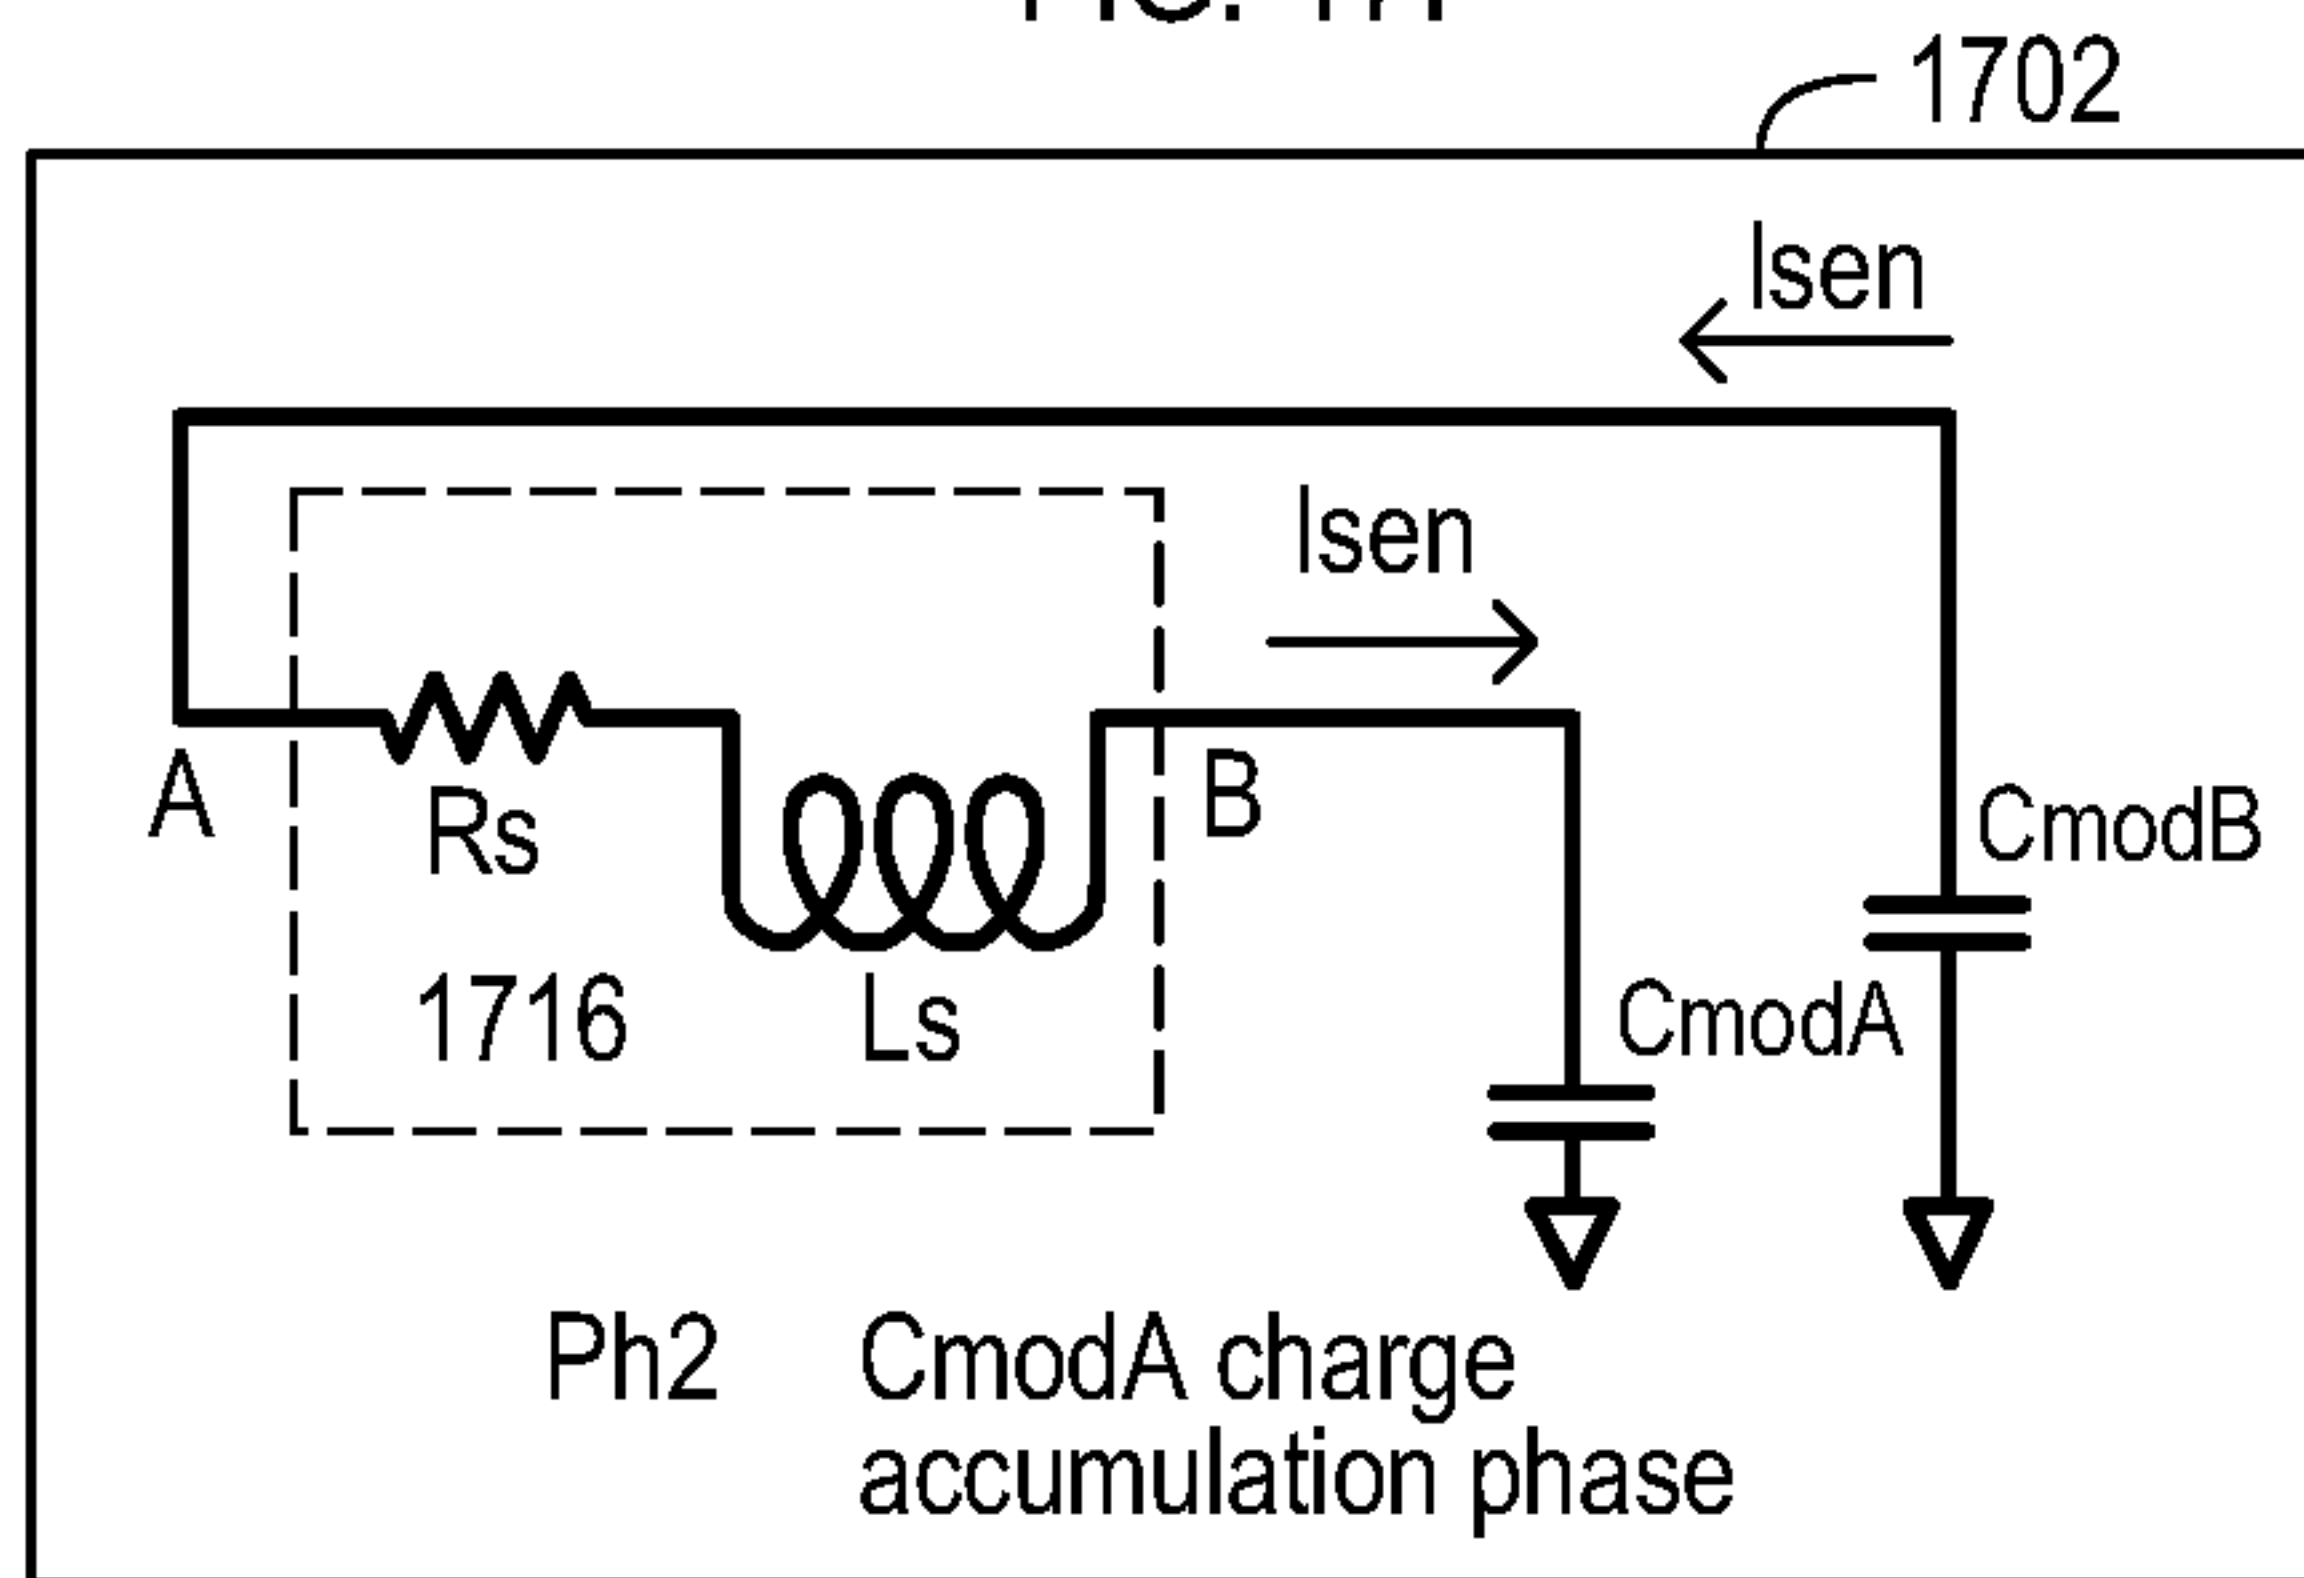 1702
Isen
Isen
A
B
Rs
CmodB
1716
Ls
CmodA
Ph2 CmodA charge
accumulation phase